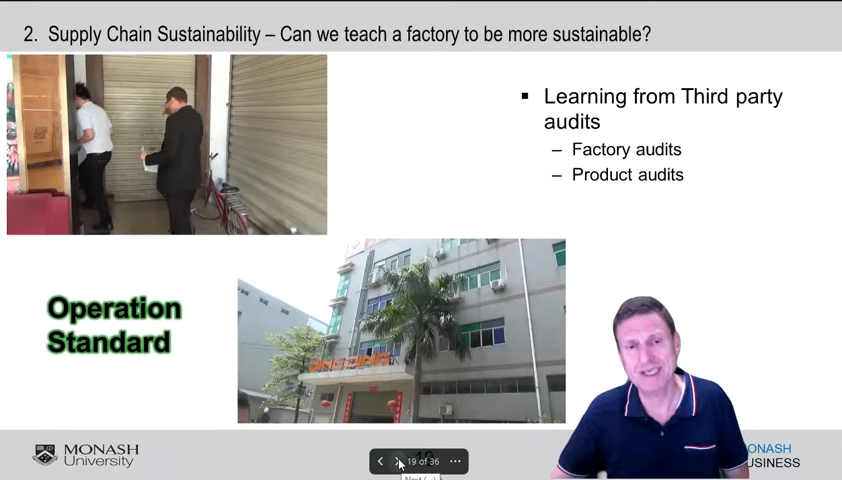 2. Supply Chain Sustainability – Can we teach a factory to be more sustainable?
▪ Learning from Third party
audits
– Factory audits
– Product audits
Operation
Standard
MONASH
University
19 of 36
ONASH
USINESS